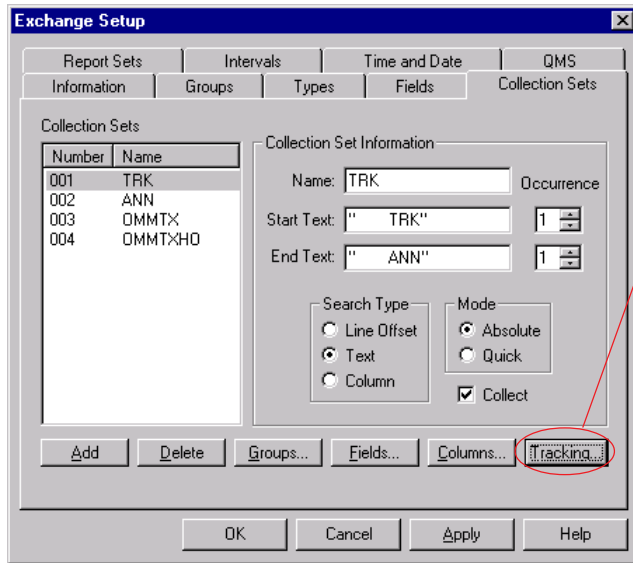 Exchange Setup
Report Sets Intervals Time and Date QMS
Information Groups Types Fields Collection Sets
Collection Sets
Number Name
001 TRK
002 ANN
003 OMMTX
004 OMMTXHO
Collection Set Information
Name: TRK Occurrence
Start Text: " TRK" 1
End Text: " ANN" 1
Search Type Mode
Line Offset Absolute
Text Quick
Column Collect
Add Delete Groups... Fields... Columns... Tracking...
OK Cancel Apply Help